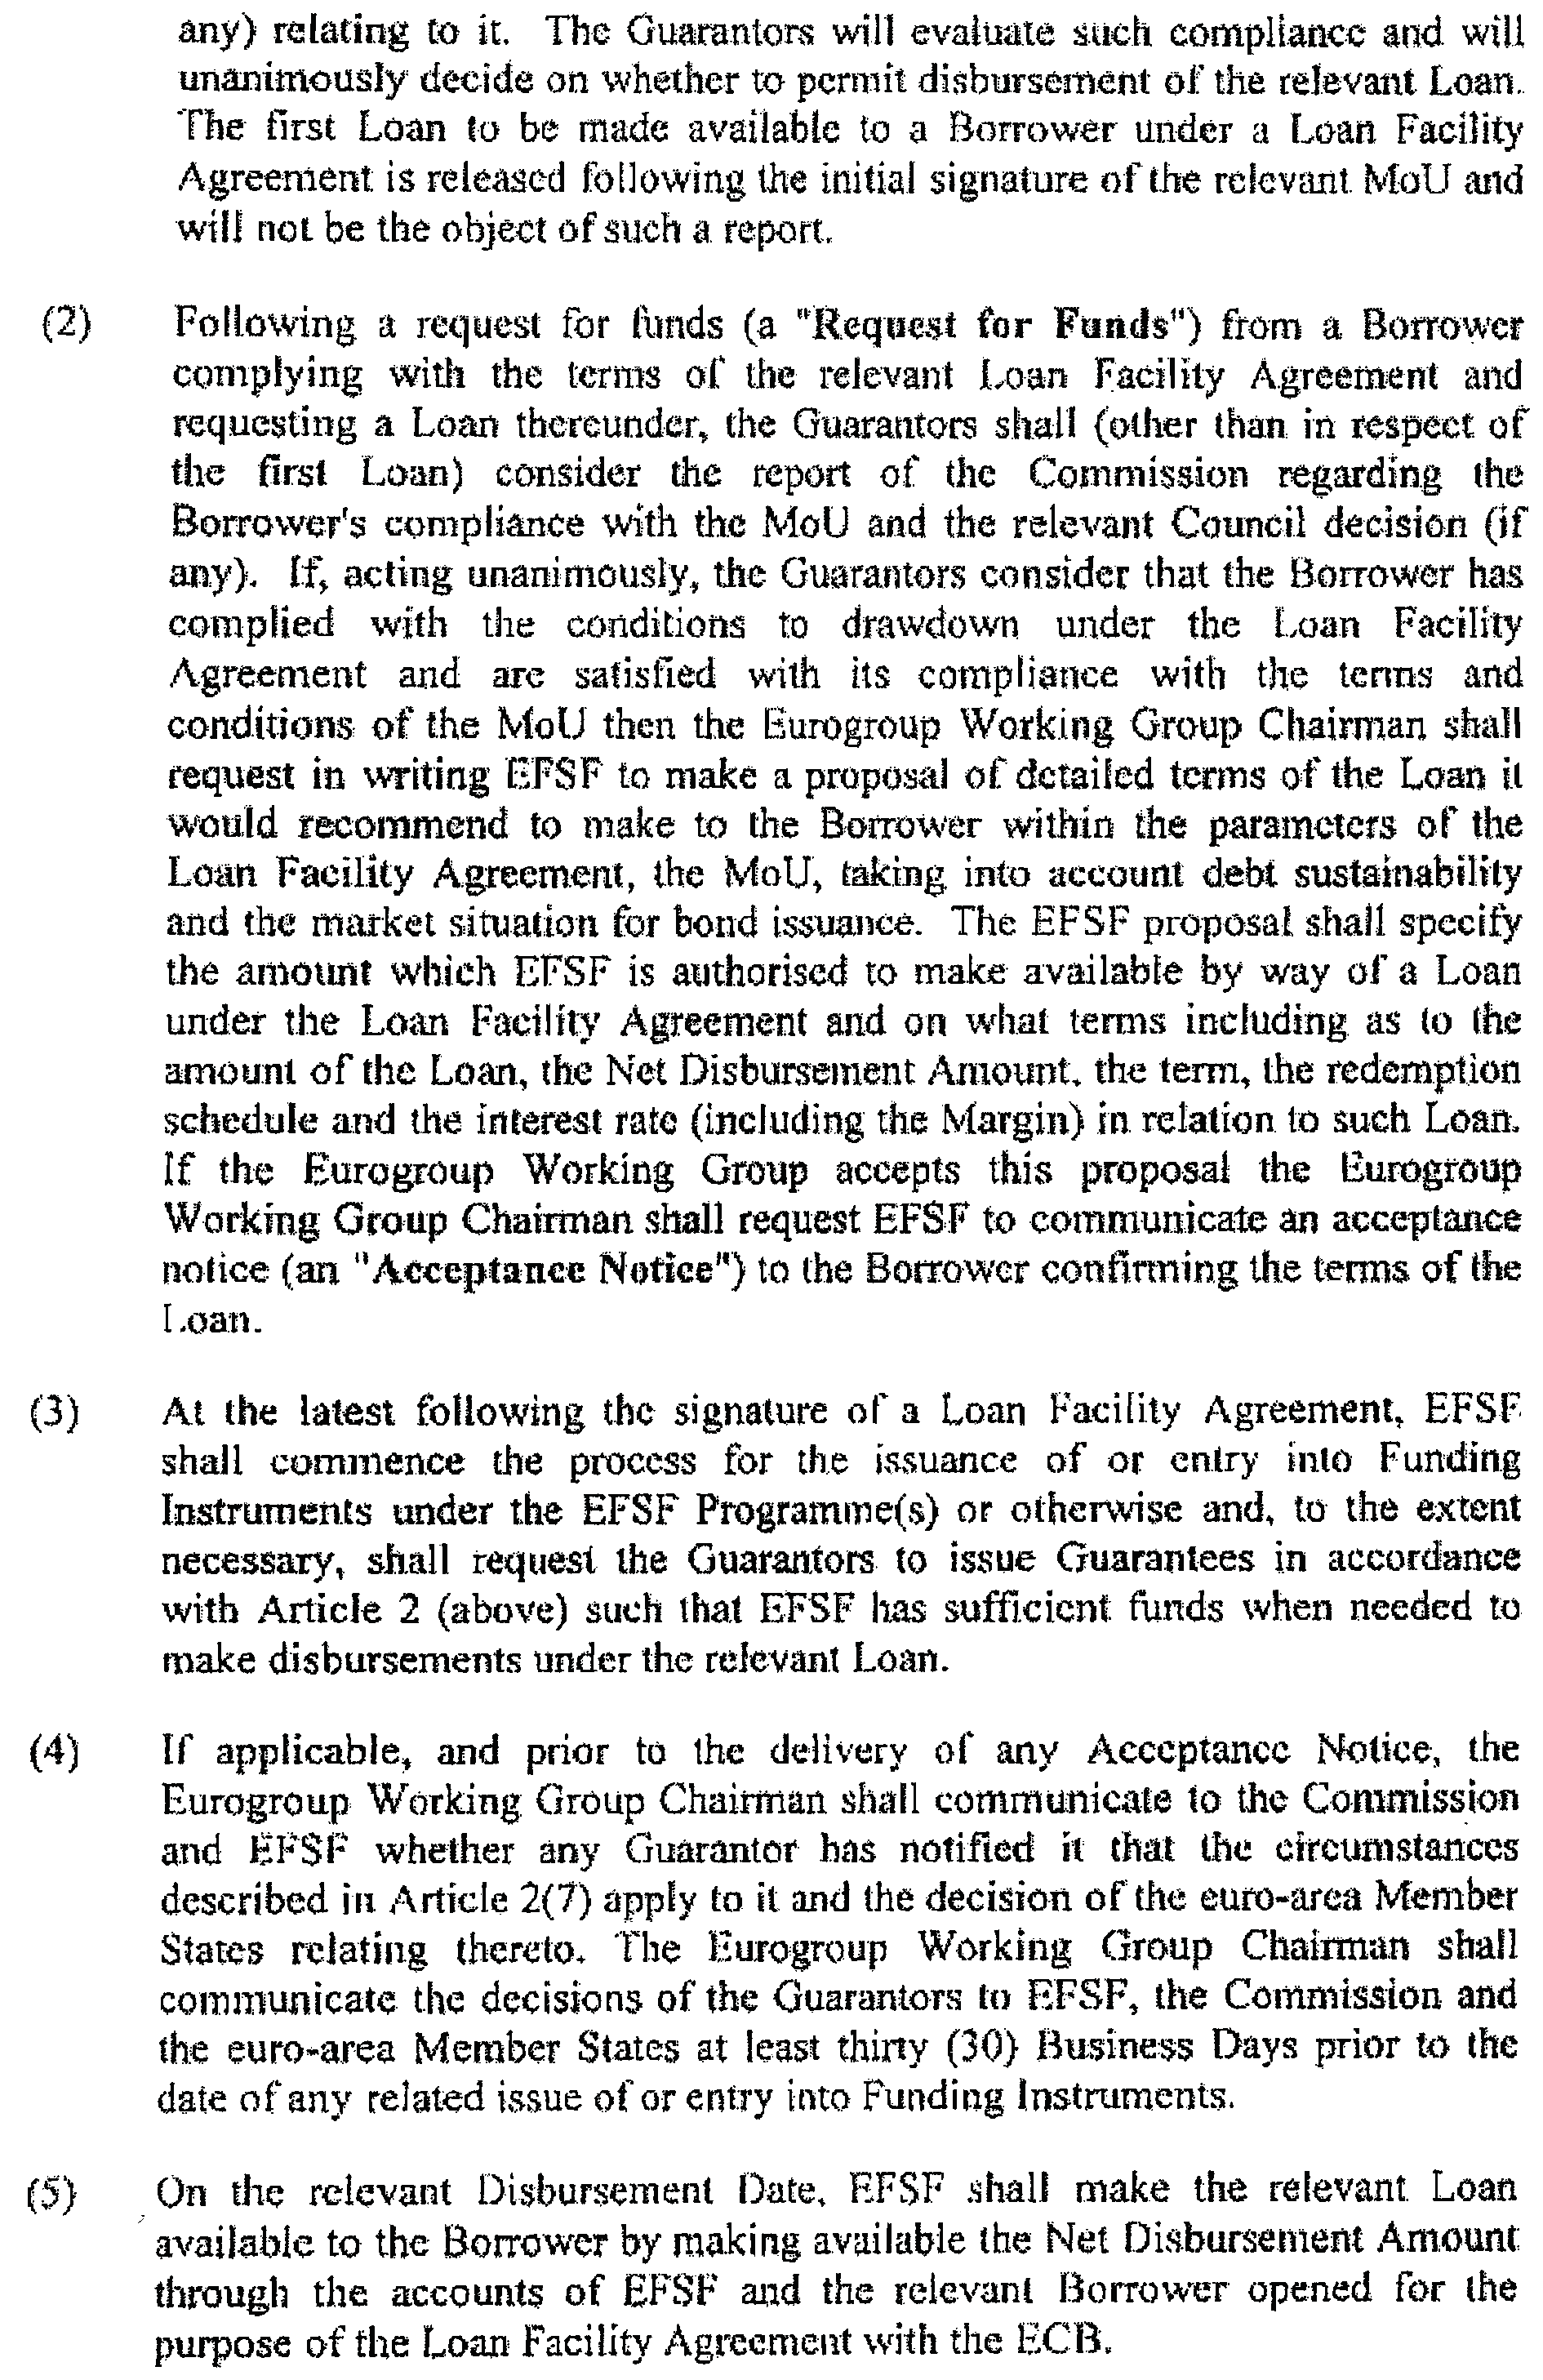 any) relating to it. The Guarantors will evaluate such compliance and will
unanimously decide on whether to permit disbursement of the relevant Loan.
The first Loan to be made available to a Borrower under a Loan Facility
Agreement is released following the initial signature of the relevant MoU and
will not be the object of such a report.
(2) Following a request for funds (a "Request for Funds") from a Borrower
complying with the terms of the relevant Loan Facility Agreement and
requesting a Loan thereunder, the Guarantors shall (other than in respect of
the first Loan) consider the report of the Commission regarding the
Borrower's compliance with the MoU and the relevant Council decision (if
any). If, acting unanimously, the Guarantors consider that the Borrower has
complied with the conditions to drawdown under the Loan Facility
Agreement and are satisfied with its compliance with the terms and
conditions of the MoU then the Eurogroup Working Group Chairman shall
request in writing EFSF to make a proposal of detailed terms of the Loan it
would recommend to make to the Borrower within the parameters of the
Loan Facility Agreement, the MoU, taking into account debt sustainability
and the market situation for bond issuance. The EFSF proposal shall specify
the amount which EFSF is authorised to make available by way of a Loan
under the Loan Facility Agreement and on what terms including as to the
amount of the Loan, the Net Disbursement Amount, the term, the redemption
schedule and the interest rate (including the Margin) in relation to such Loan.
If the Eurogroup Working Group accepts this proposal the Eurogroup
Working Group Chairman shall request EFSF to communicate an acceptance
notice (an "Acceptance Notice") to the Borrower confirming the terms of the
Loan.
(3) At the latest following the signature of a Loan Facility Agreement, EFSF
shall commence the process for the issuance of or entry into Funding
Instruments under the EFSF Programme(s) or otherwise and, to the extent
necessary, shall request the Guarantors to issue Guarantees in accordance
with Article 2 (above) such that EFSF has sufficient funds when needed to
make disbursements under the relevant Loan.
(4) If applicable, and prior to the delivery of any Acceptance Notice, the
Eurogroup Working Group Chairman shall communicate to the Commission
and EFSF whether any Guarantor has notified it that the circumstances
described in Article 2(7) apply to it and the decision of the euro-area Member
States relating thereto. The Eurogroup Working Group Chairman shall
communicate the decisions of the Guarantors to EFSF, the Commission and
the euro-area Member States at least thirty (30) Business Days prior to the
date of any related issue of or entry into Funding Instruments.
(5) On the relevant Disbursement Date, EFSF shall make the relevant Loan
available to the Borrower by making available the Net Disbursement Amount
through the accounts of EFSF and the relevant Borrower opened for the
purpose of the Loan Facility Agreement with the ECB.